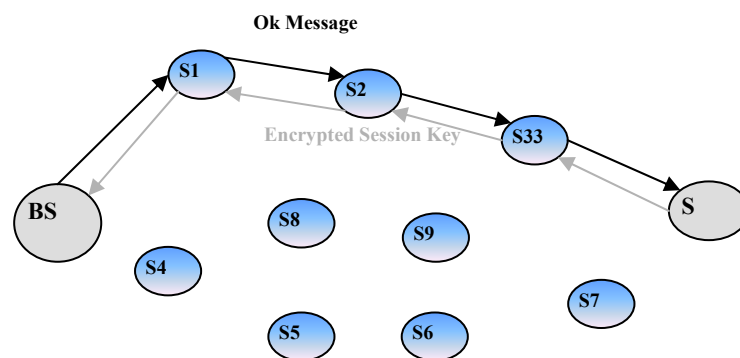 Ok Message
S1
S2
Encrypted Session Key
S33
BS
S
S8
S9
S4
S7
S5
S6